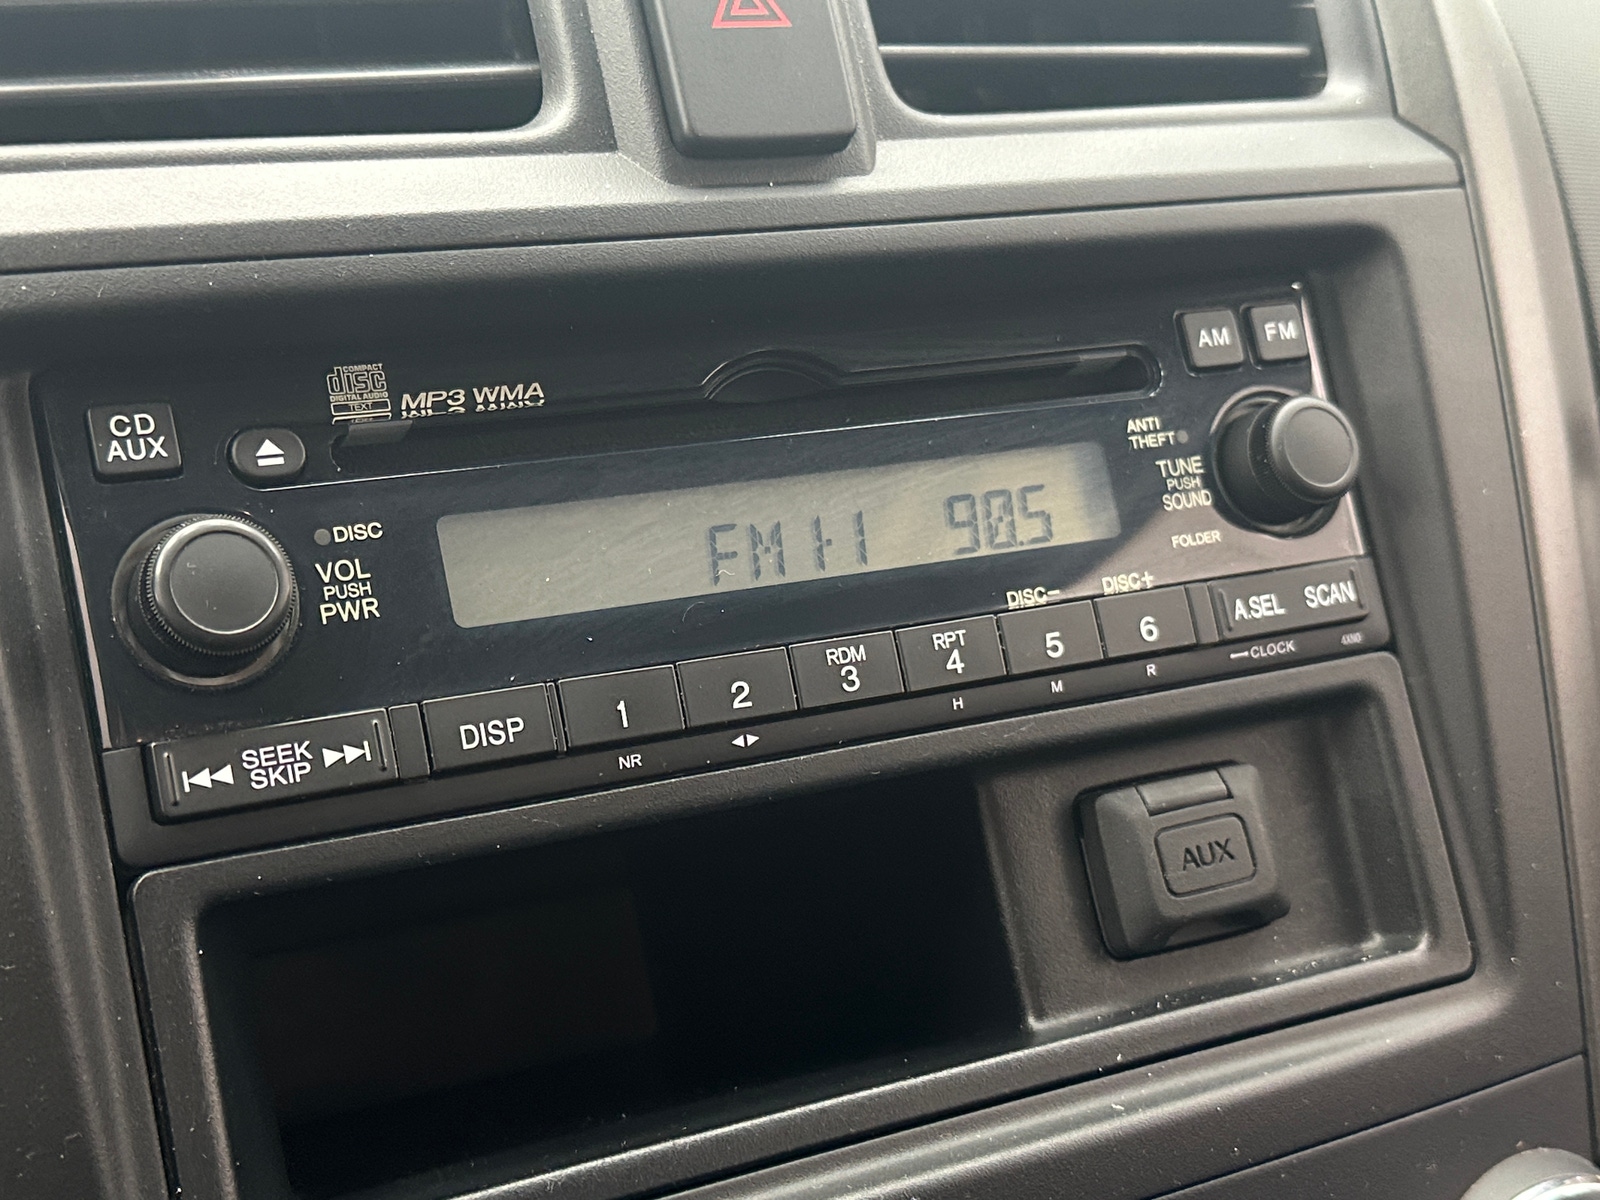 AM
FM
COMPACT
disc
DIGITAL AUDIO
TEXT
MP3 WMA
CD
AUX
ANTI
THEFT
TUNE
PUSH
SOUND
FOLDER
DISC
VOL
PUSH
PWR
FM 1-1 90.5
DISC-
DISC+
SEEK
SKIP
DISP
1
2
RDM
3
RPT
4
5
6
A.SEL
SCAN
NR
H
M
R
CLOCK
AUX